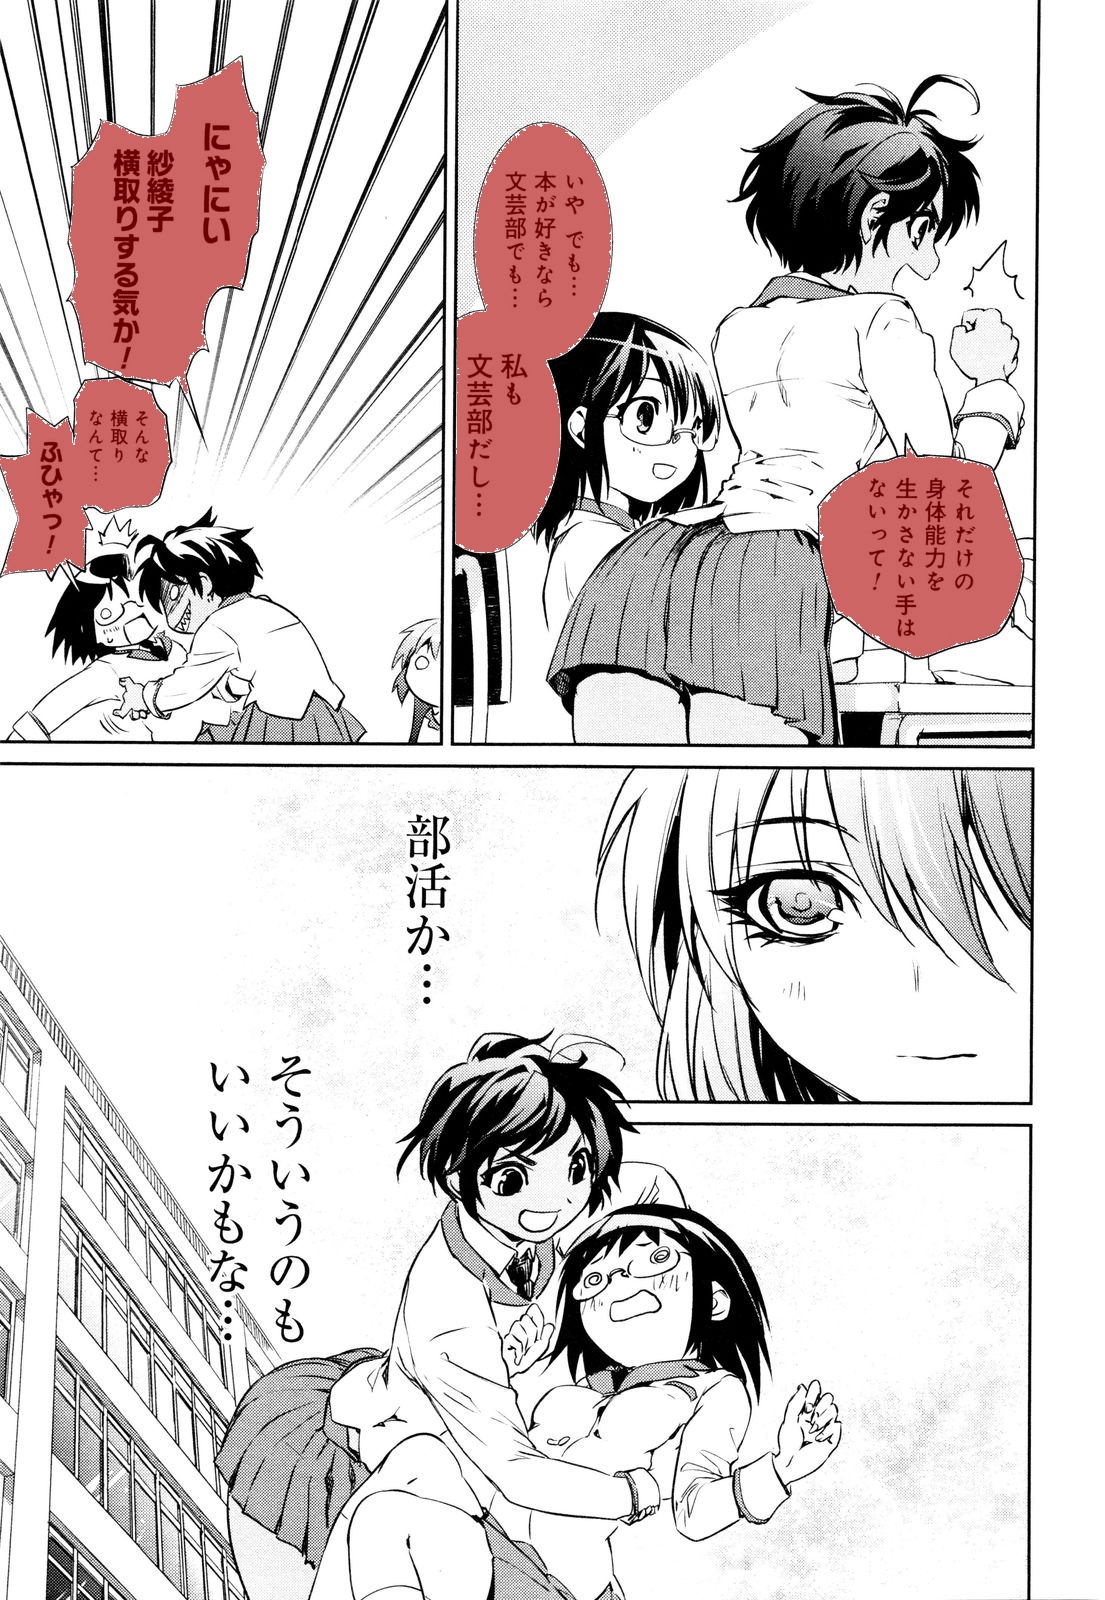 それだけの
身体能力を
生かさない手は
ないって!
いや でも…
本が好きなら
文芸部でも…
私も
文芸部だし…
にゃにい
紗綾子
横取りする気か!
そんな
横取り
なんて…
ふひゃっ!
部活か…
そういうのも
いいかもな…